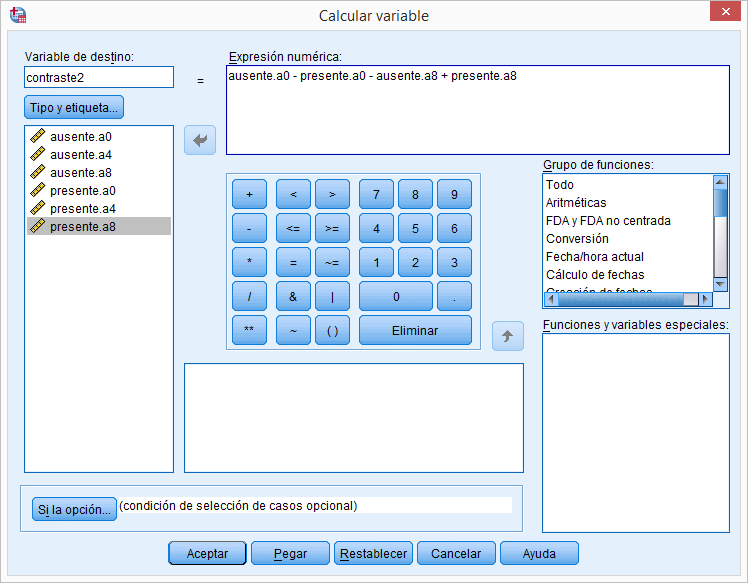 Calcular variable
Variable de destino:
contraste2
=
Tipo y etiqueta...
Expresión numérica:
ausente.a0 - presente.a0 - ausente.a8 + presente.a8
ausente.a0
ausente.a4
ausente.a8
presente.a0
presente.a4
presente.a8
+ < > 7 8 9
- <= >= 4 5 6
* = ~= 1 2 3
/ & | 0 .
** ~ ( ) Eliminar
Grupo de funciones:
Todo
Aritméticas
FDA y FDA no centrada
Conversión
Fecha/hora actual
Cálculo de fechas
Creación de fechas
Funciones y variables especiales:
Si la opción...
(condición de selección de casos opcional)
Aceptar Pegar Restablecer Cancelar Ayuda